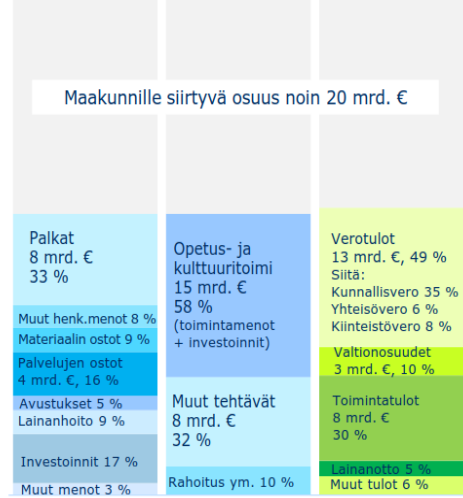 Maakunnille siirtyvä osuus noin 20 mrd. €
Palkat
8 mrd. €
33 %
Muut henk.menot 8 %
Materiaalin ostot 9 %
Palvelujen ostot
4 mrd. €, 16 %
Avustukset 5 %
Lainanhoito 9 %
Investoinnit 17 %
Muut menot 3 %
Opetus- ja
kulttuuritoimi
15 mrd. €
58 %
(toimintamenot
+ investoinnit)
Muut tehtävät
8 mrd. €
32 %
Rahoitus ym. 10 %
Verotulot
13 mrd. €, 49 %
Siitä:
Kunnallisvero 35 %
Yhteisövero 6 %
Kiinteistövero 8 %
Valtionosuudet
3 mrd. €, 10 %
Toimintatulot
8 mrd. €
30 %
Lainanotto 5 %
Muut tulot 6 %